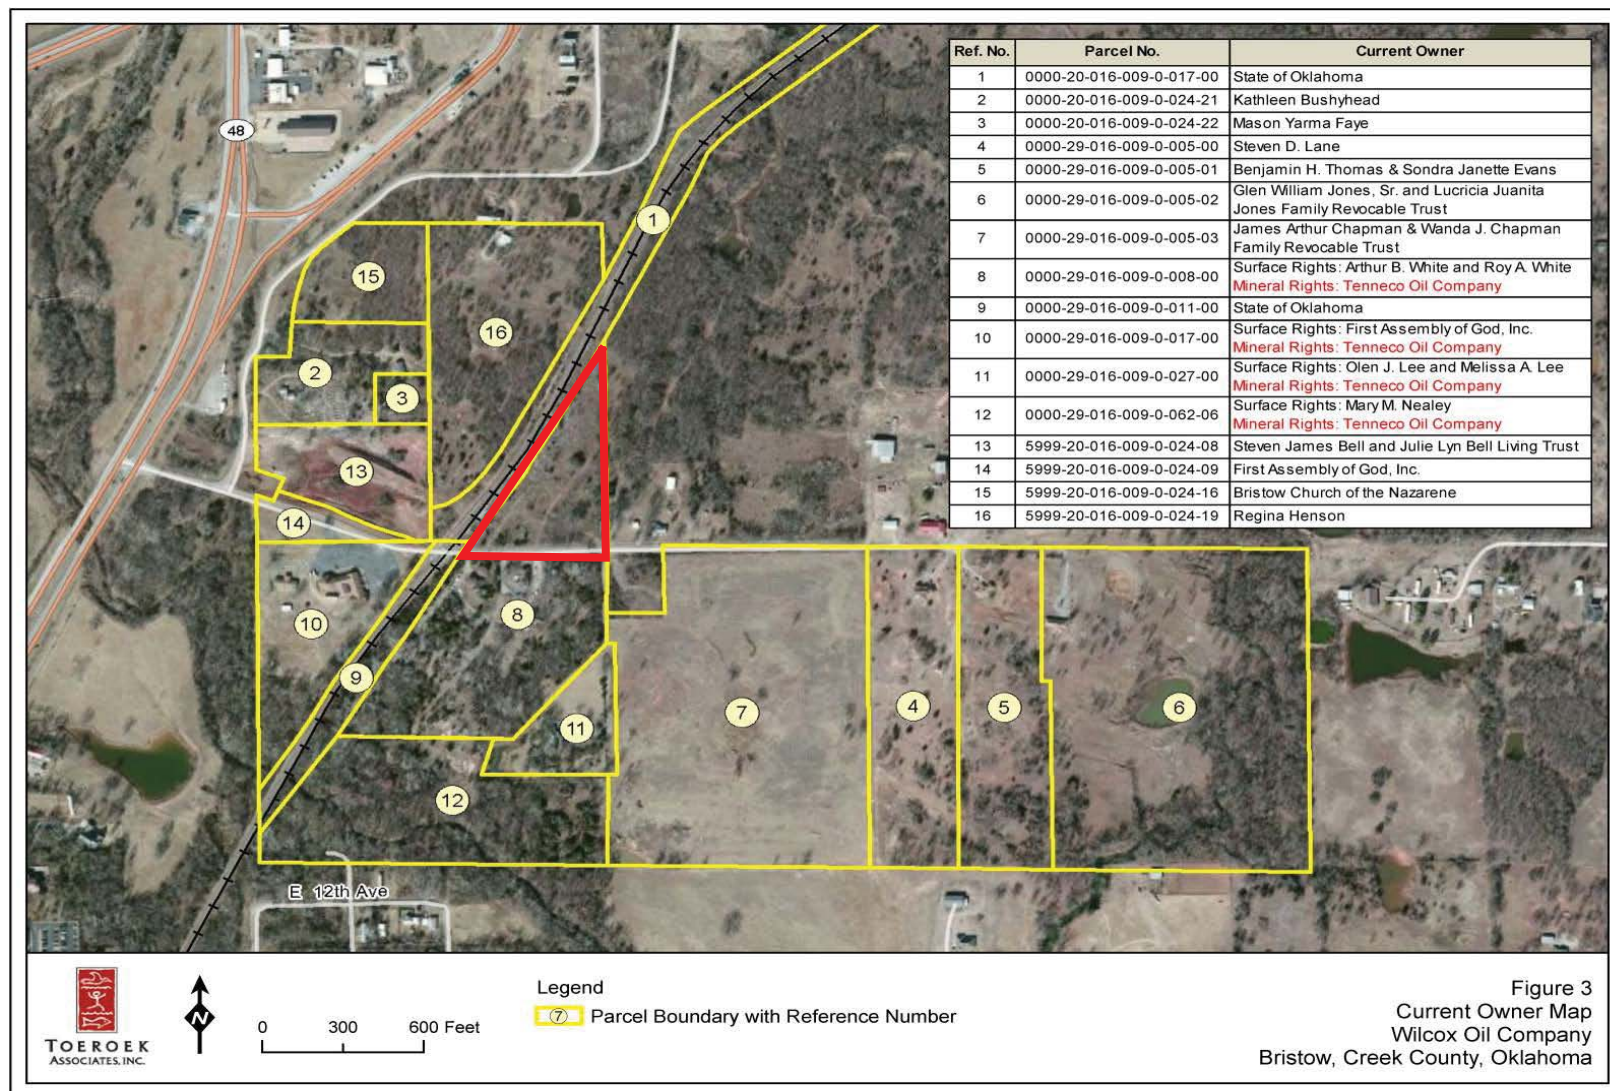 Ref. No. Parcel No. Current Owner
1 0000-20-016-009-0-017-00 State of Oklahoma
2 0000-20-016-009-0-024-21 Kathleen Bushyhead
3 0000-20-016-009-0-024-22 Mason Yarma Faye
4 0000-29-016-009-0-005-00 Steven D. Lane
5 0000-29-016-009-0-005-01 Benjamin H. Thomas & Sondra Janette Evans
6 0000-29-016-009-0-005-02 Glen William Jones, Sr. and Lucricia Juanita
Jones Family Revocable Trust
7 0000-29-016-009-0-005-03 James Arthur Chapman & Wanda J. Chapman
Family Revocable Trust
8 0000-29-016-009-0-008-00 Surface Rights: Arthur B. White and Roy A. White
Mineral Rights: Tenneco Oil Company
9 0000-29-016-009-0-011-00 State of Oklahoma
10 0000-29-016-009-0-017-00 Surface Rights: First Assembly of God, Inc.
Mineral Rights: Tenneco Oil Company
11 0000-29-016-009-0-027-00 Surface Rights: Olen J. Lee and Melissa A. Lee
Mineral Rights: Tenneco Oil Company
12 0000-29-016-009-0-062-06 Surface Rights: Mary M. Nealey
Mineral Rights: Tenneco Oil Company
13 5999-20-016-009-0-024-08 Steven James Bell and Julie Lyn Bell Living Trust
14 5999-20-016-009-0-024-09 First Assembly of God, Inc.
15 5999-20-016-009-0-024-16 Bristow Church of the Nazarene
16 5999-20-016-009-0-024-19 Regina Henson
48
1
15
16
2
3
13
14
10
8
9
11
7
4
5
6
12
E 12th Ave
TOEROEK
ASSOCIATES, INC.
N
0 300 600 Feet
Legend
7 Parcel Boundary with Reference Number
Figure 3
Current Owner Map
Wilcox Oil Company
Bristow, Creek County, Oklahoma